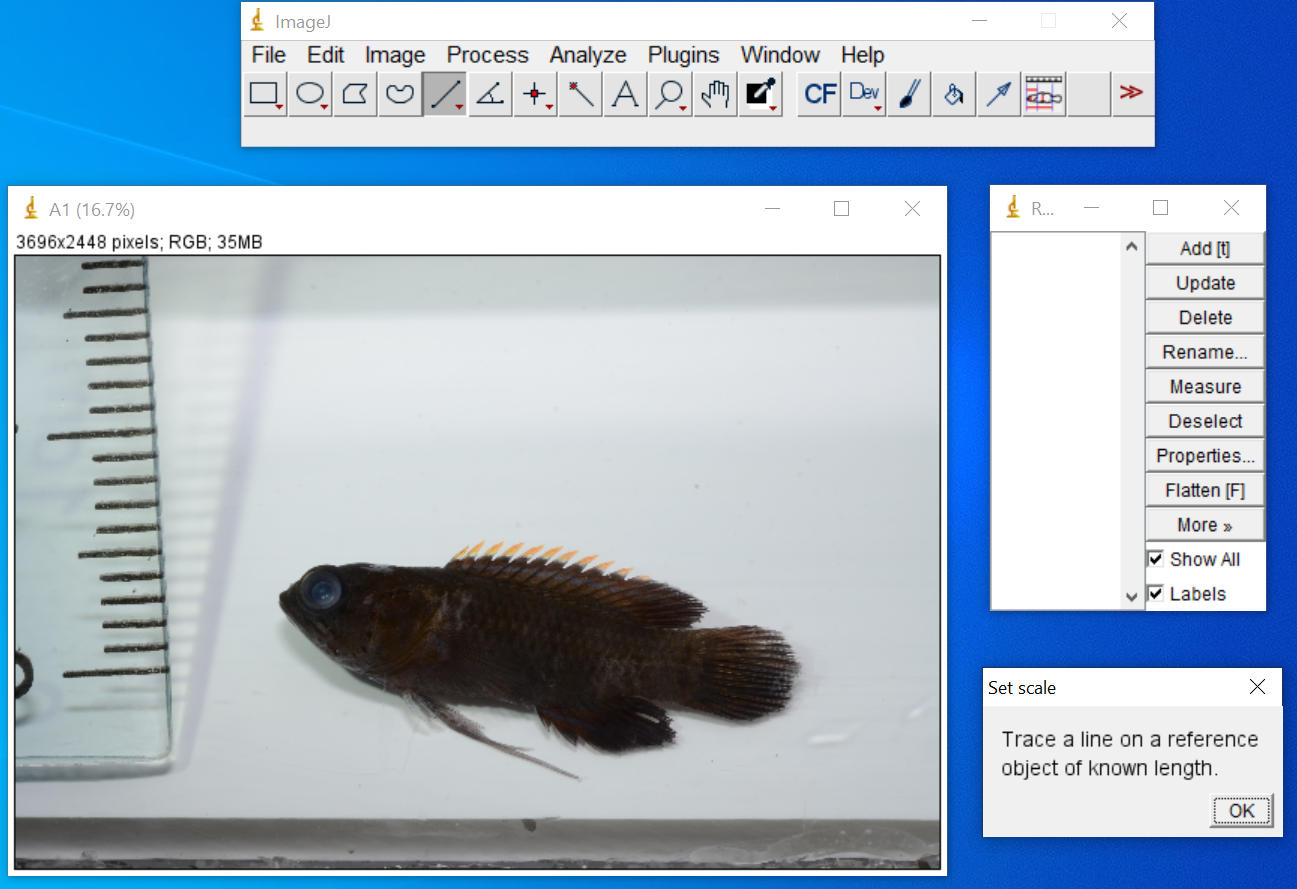 ImageJ
File Edit Image Process Analyze Plugins Window Help
CF Dev
A1 (16.7%)
3696x2448 pixels; RGB; 35MB
R...
Add [t]
Update
Delete
Rename...
Measure
Deselect
Properties...
Flatten [F]
More »
Show All
Labels
Set scale
Trace a line on a reference
object of known length.
OK